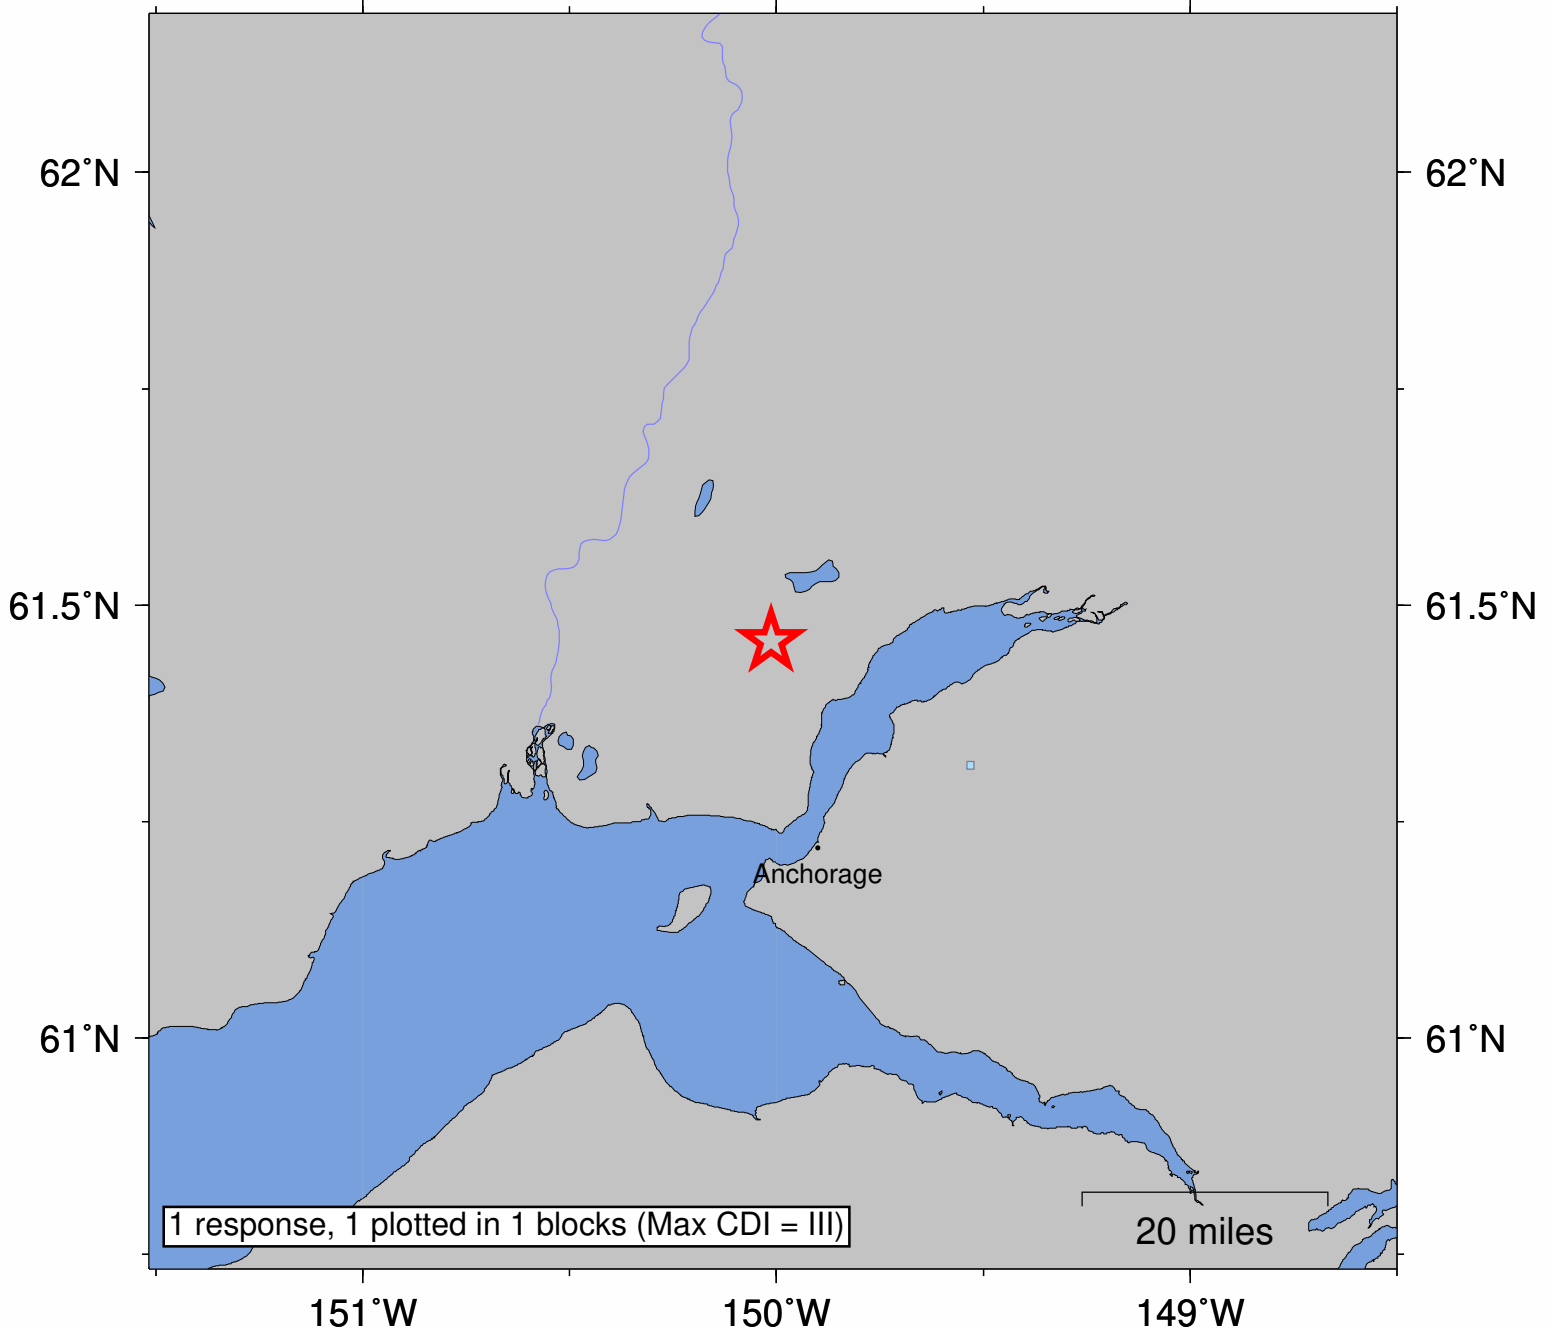 62°N
62°N
61.5°N
61.5°N
Anchorage
61°N
61°N
1 response, 1 plotted in 1 blocks (Max CDI = III)
20 miles
151°W
150°W
149°W